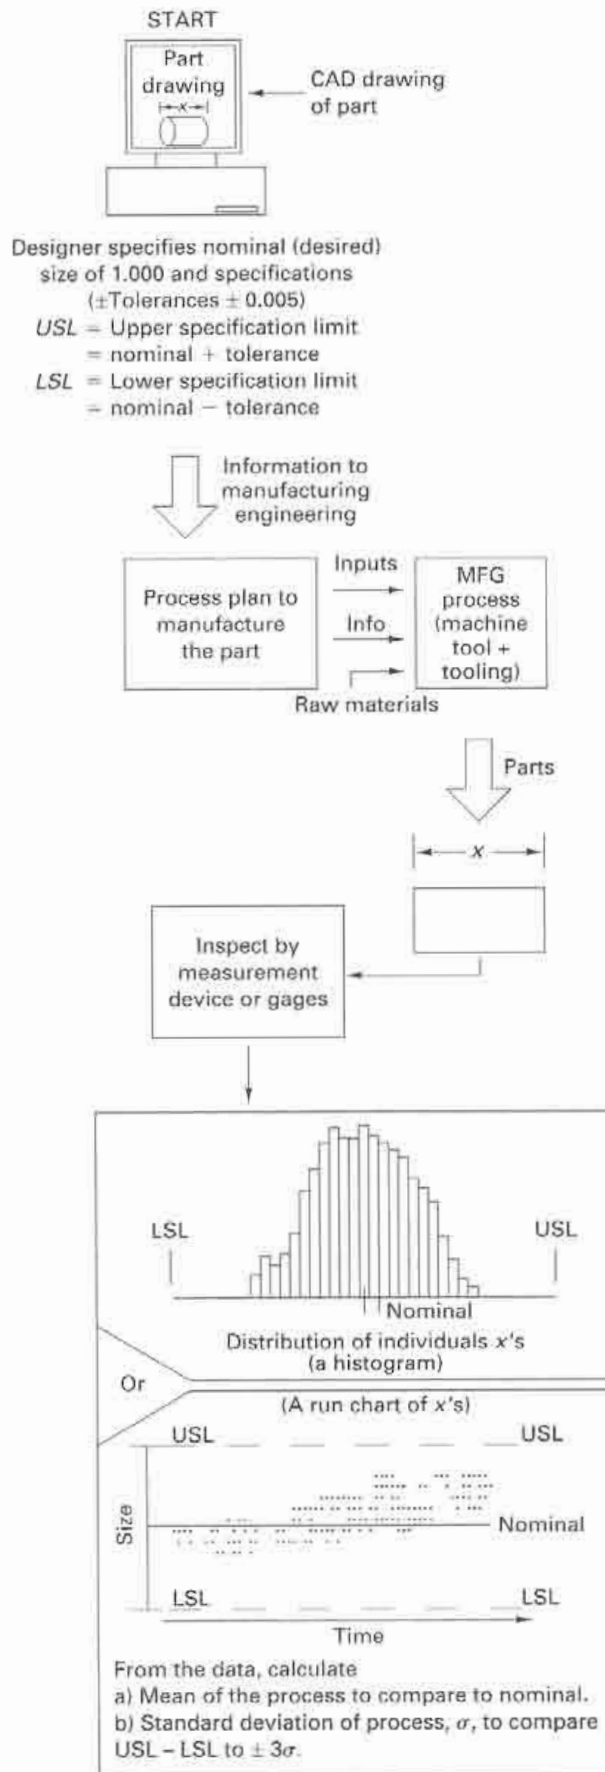 START
Part
drawing
x
CAD drawing
of part
Designer specifies nominal (desired)
size of 1.000 and specifications
(±Tolerances ± 0.005)
USL = Upper specification limit
= nominal + tolerance
LSL = Lower specification limit
= nominal − tolerance
Information to
manufacturing
engineering
Process plan to
manufacture
the part
Inputs
Info
Raw materials
MFG
process
(machine
tool +
tooling)
Parts
x
Inspect by
measurement
device or gages
LSL
USL
Nominal
Distribution of individuals x's
(a histogram)
Or
(A run chart of x's)
USL
USL
Size
Nominal
LSL
LSL
Time
From the data, calculate
a) Mean of the process to compare to nominal.
b) Standard deviation of process, σ, to compare
USL – LSL to ± 3σ.